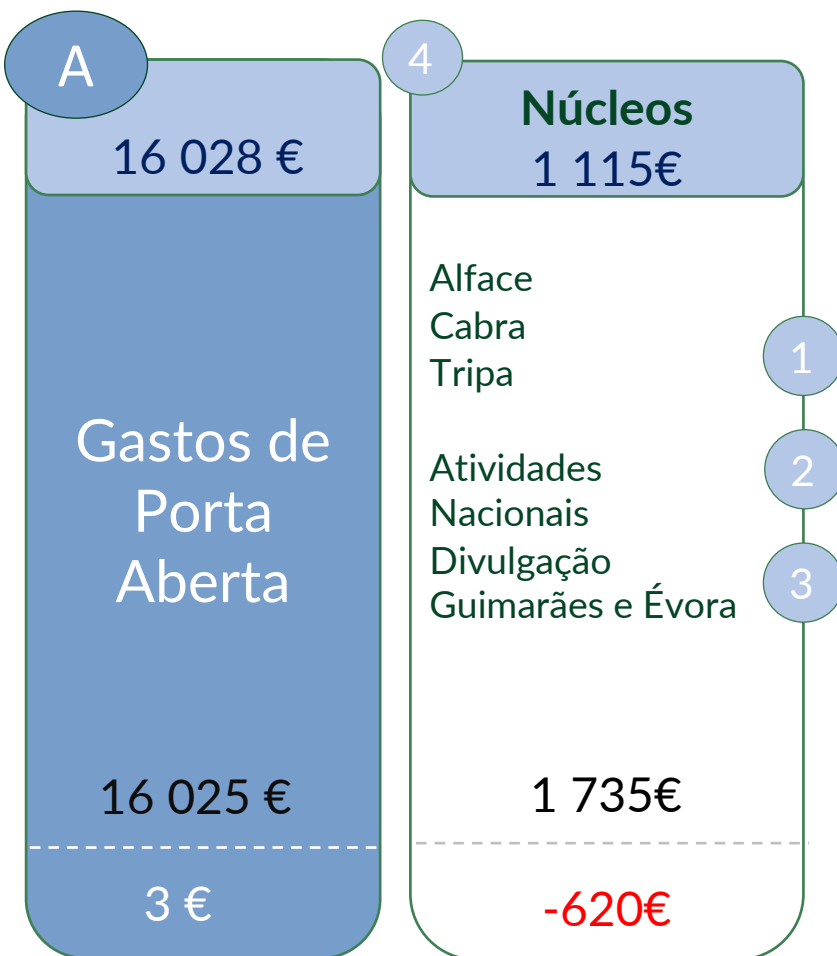 A
16 028 €
Gastos de
Porta
Aberta
16 025 €
3 €
4
Núcleos
1 115€
Alface
Cabra
Tripa
1
Atividades
2
Nacionais
Divulgação
3
Guimarães e Évora
1 735€
-620€